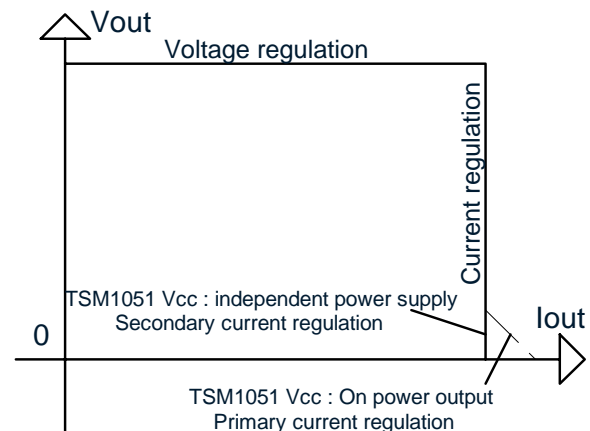 Vout
Voltage regulation
Current regulation
TSM1051 Vcc : independent power supply
Secondary current regulation
0
Iout
TSM1051 Vcc : On power output
Primary current regulation